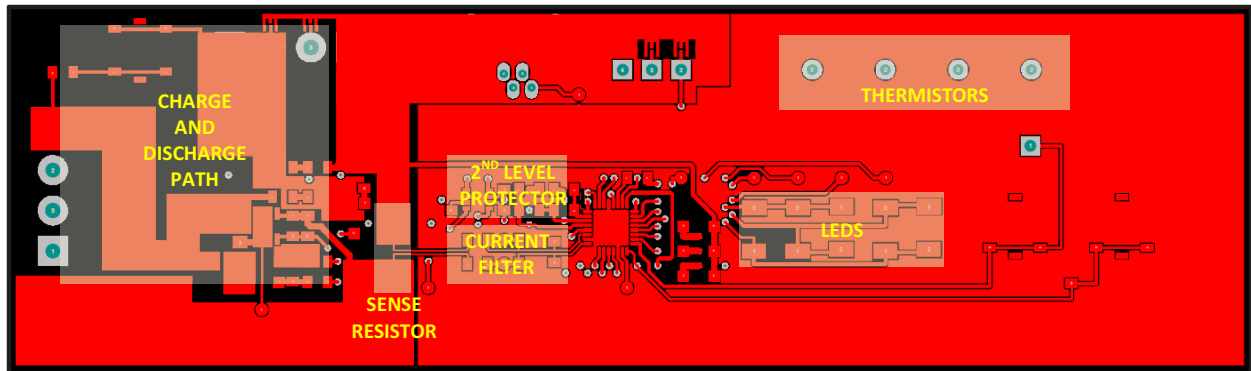 CHARGE
AND
DISCHARGE
PATH
2ND LEVEL
PROTECTOR
CURRENT
FILTER
SENSE
RESISTOR
THERMISTORS
LEDS